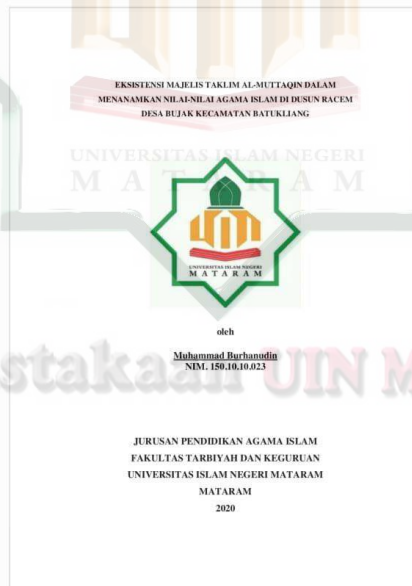 EKSISTENSI MAJELIS TAKLIM AL-MUTTAQIN DALAM
MENANAMKAN NILAI-NILAI AGAMA ISLAM DI DUSUN RACEM
DESA BUJAK KECAMATAN BATUKLIANG
UNIVERSITAS ISLAM NEGERI
M A T A R A M
UIN
UNIVERSITAS ISLAM NEGERI
M A T A R A M
oleh
Muhammad Burhanudin
NIM. 150.10.10.023
stakaan UIN M
JURUSAN PENDIDIKAN AGAMA ISLAM
FAKULTAS TARBIYAH DAN KEGURUAN
UNIVERSITAS ISLAM NEGERI MATARAM
MATARAM
2020